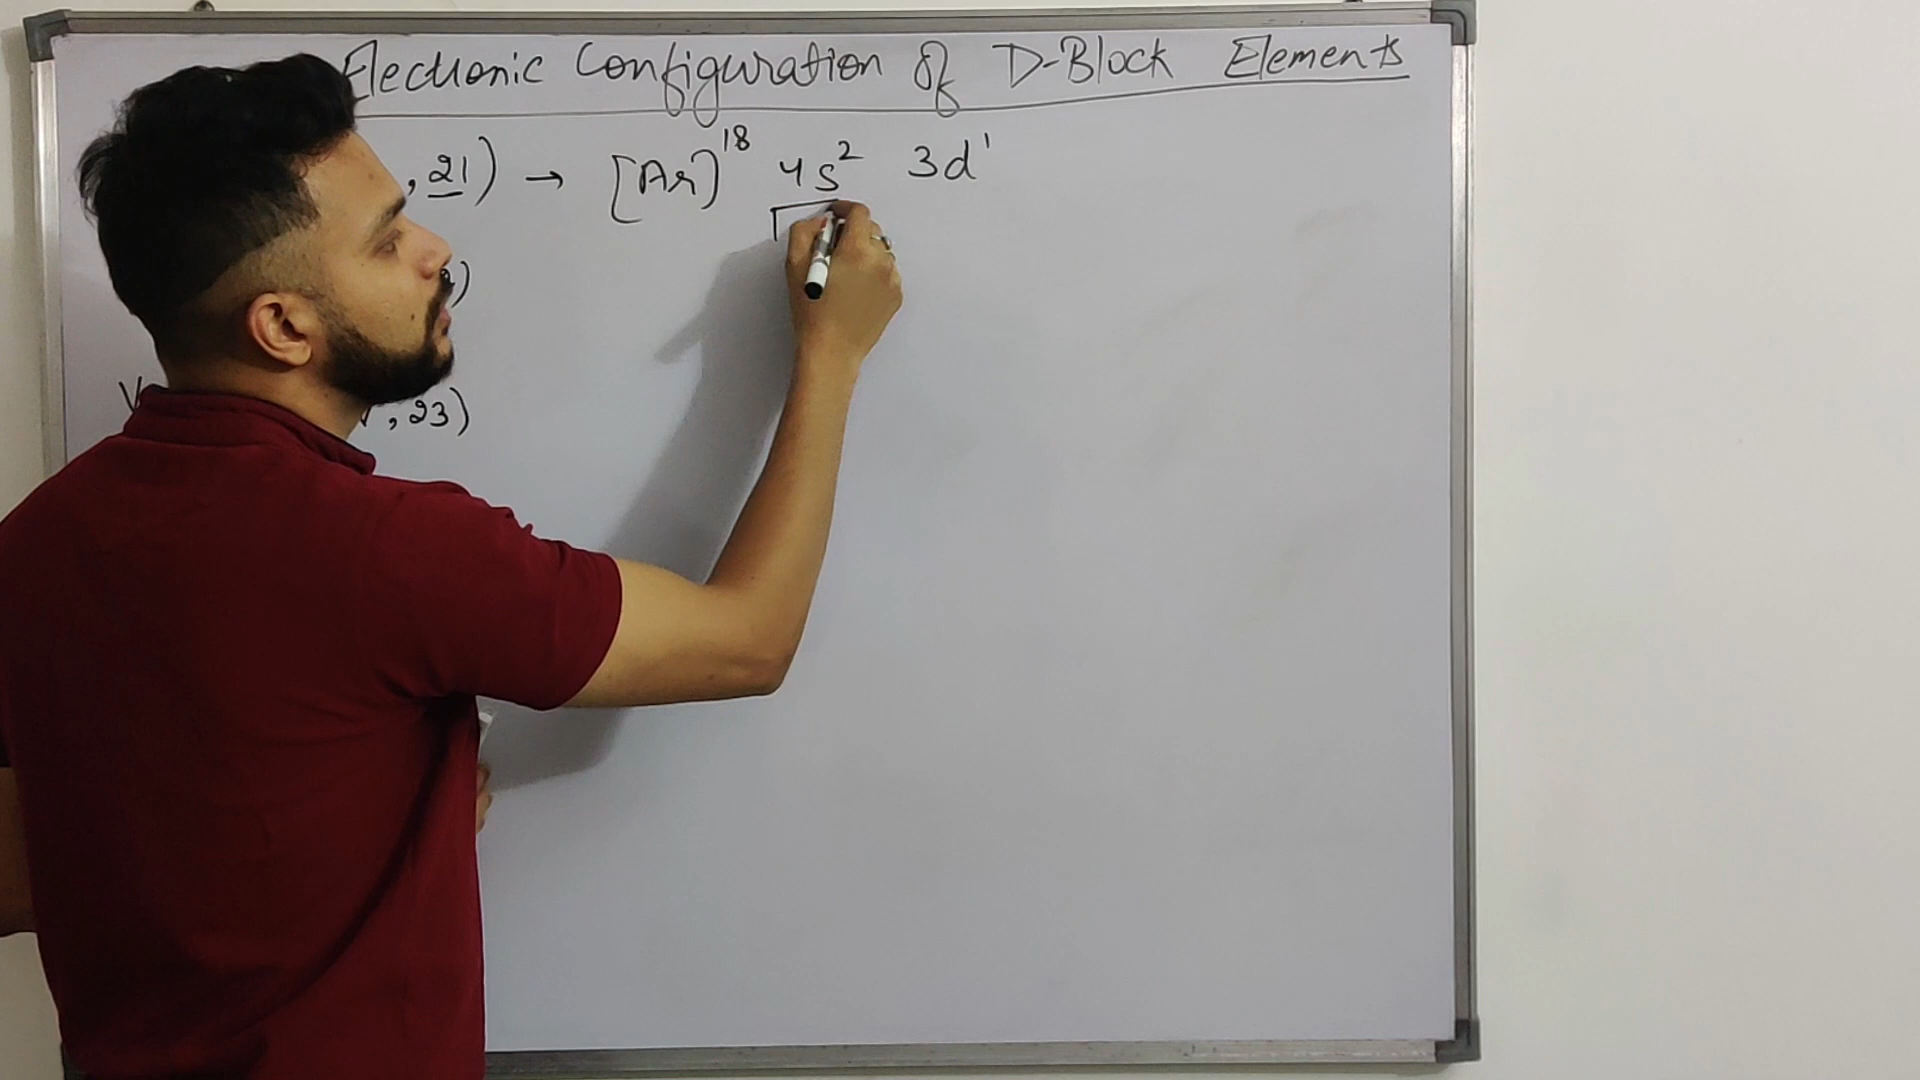 Electronic Configuration Of D-Block Elements
, 21) → [Ar]¹⁸ 4s² 3d¹
)
V , 23)